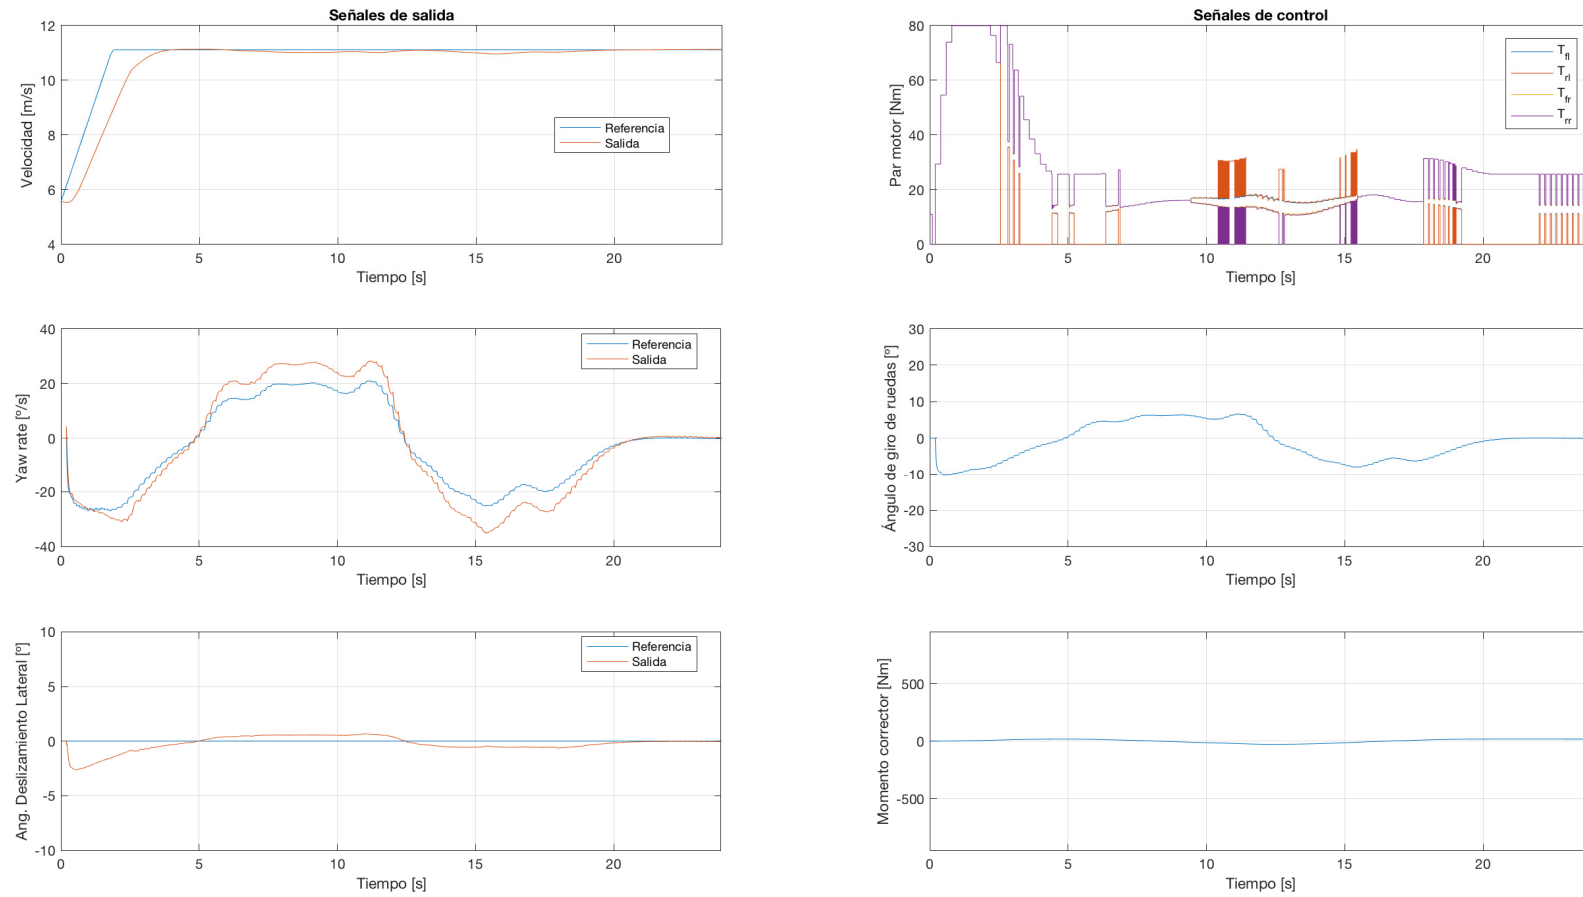 Señales de salida
12
10
8
6
4
Velocidad [m/s]
Referencia
Salida
0 5 10 15 20
Tiempo [s]
Señales de control
80
60
40
20
0
Par motor [Nm]
T_fl
T_rl
T_fr
T_rr
0 5 10 15 20
Tiempo [s]
40
20
0
-20
-40
Yaw rate [º/s]
Referencia
Salida
0 5 10 15 20
Tiempo [s]
30
20
10
0
-10
-20
-30
Ángulo de giro de ruedas [º]
0 5 10 15 20
Tiempo [s]
10
5
0
-5
-10
Ang. Deslizamiento Lateral [º]
Referencia
Salida
0 5 10 15 20
Tiempo [s]
500
0
-500
Momento corrector [Nm]
0 5 10 15 20
Tiempo [s]